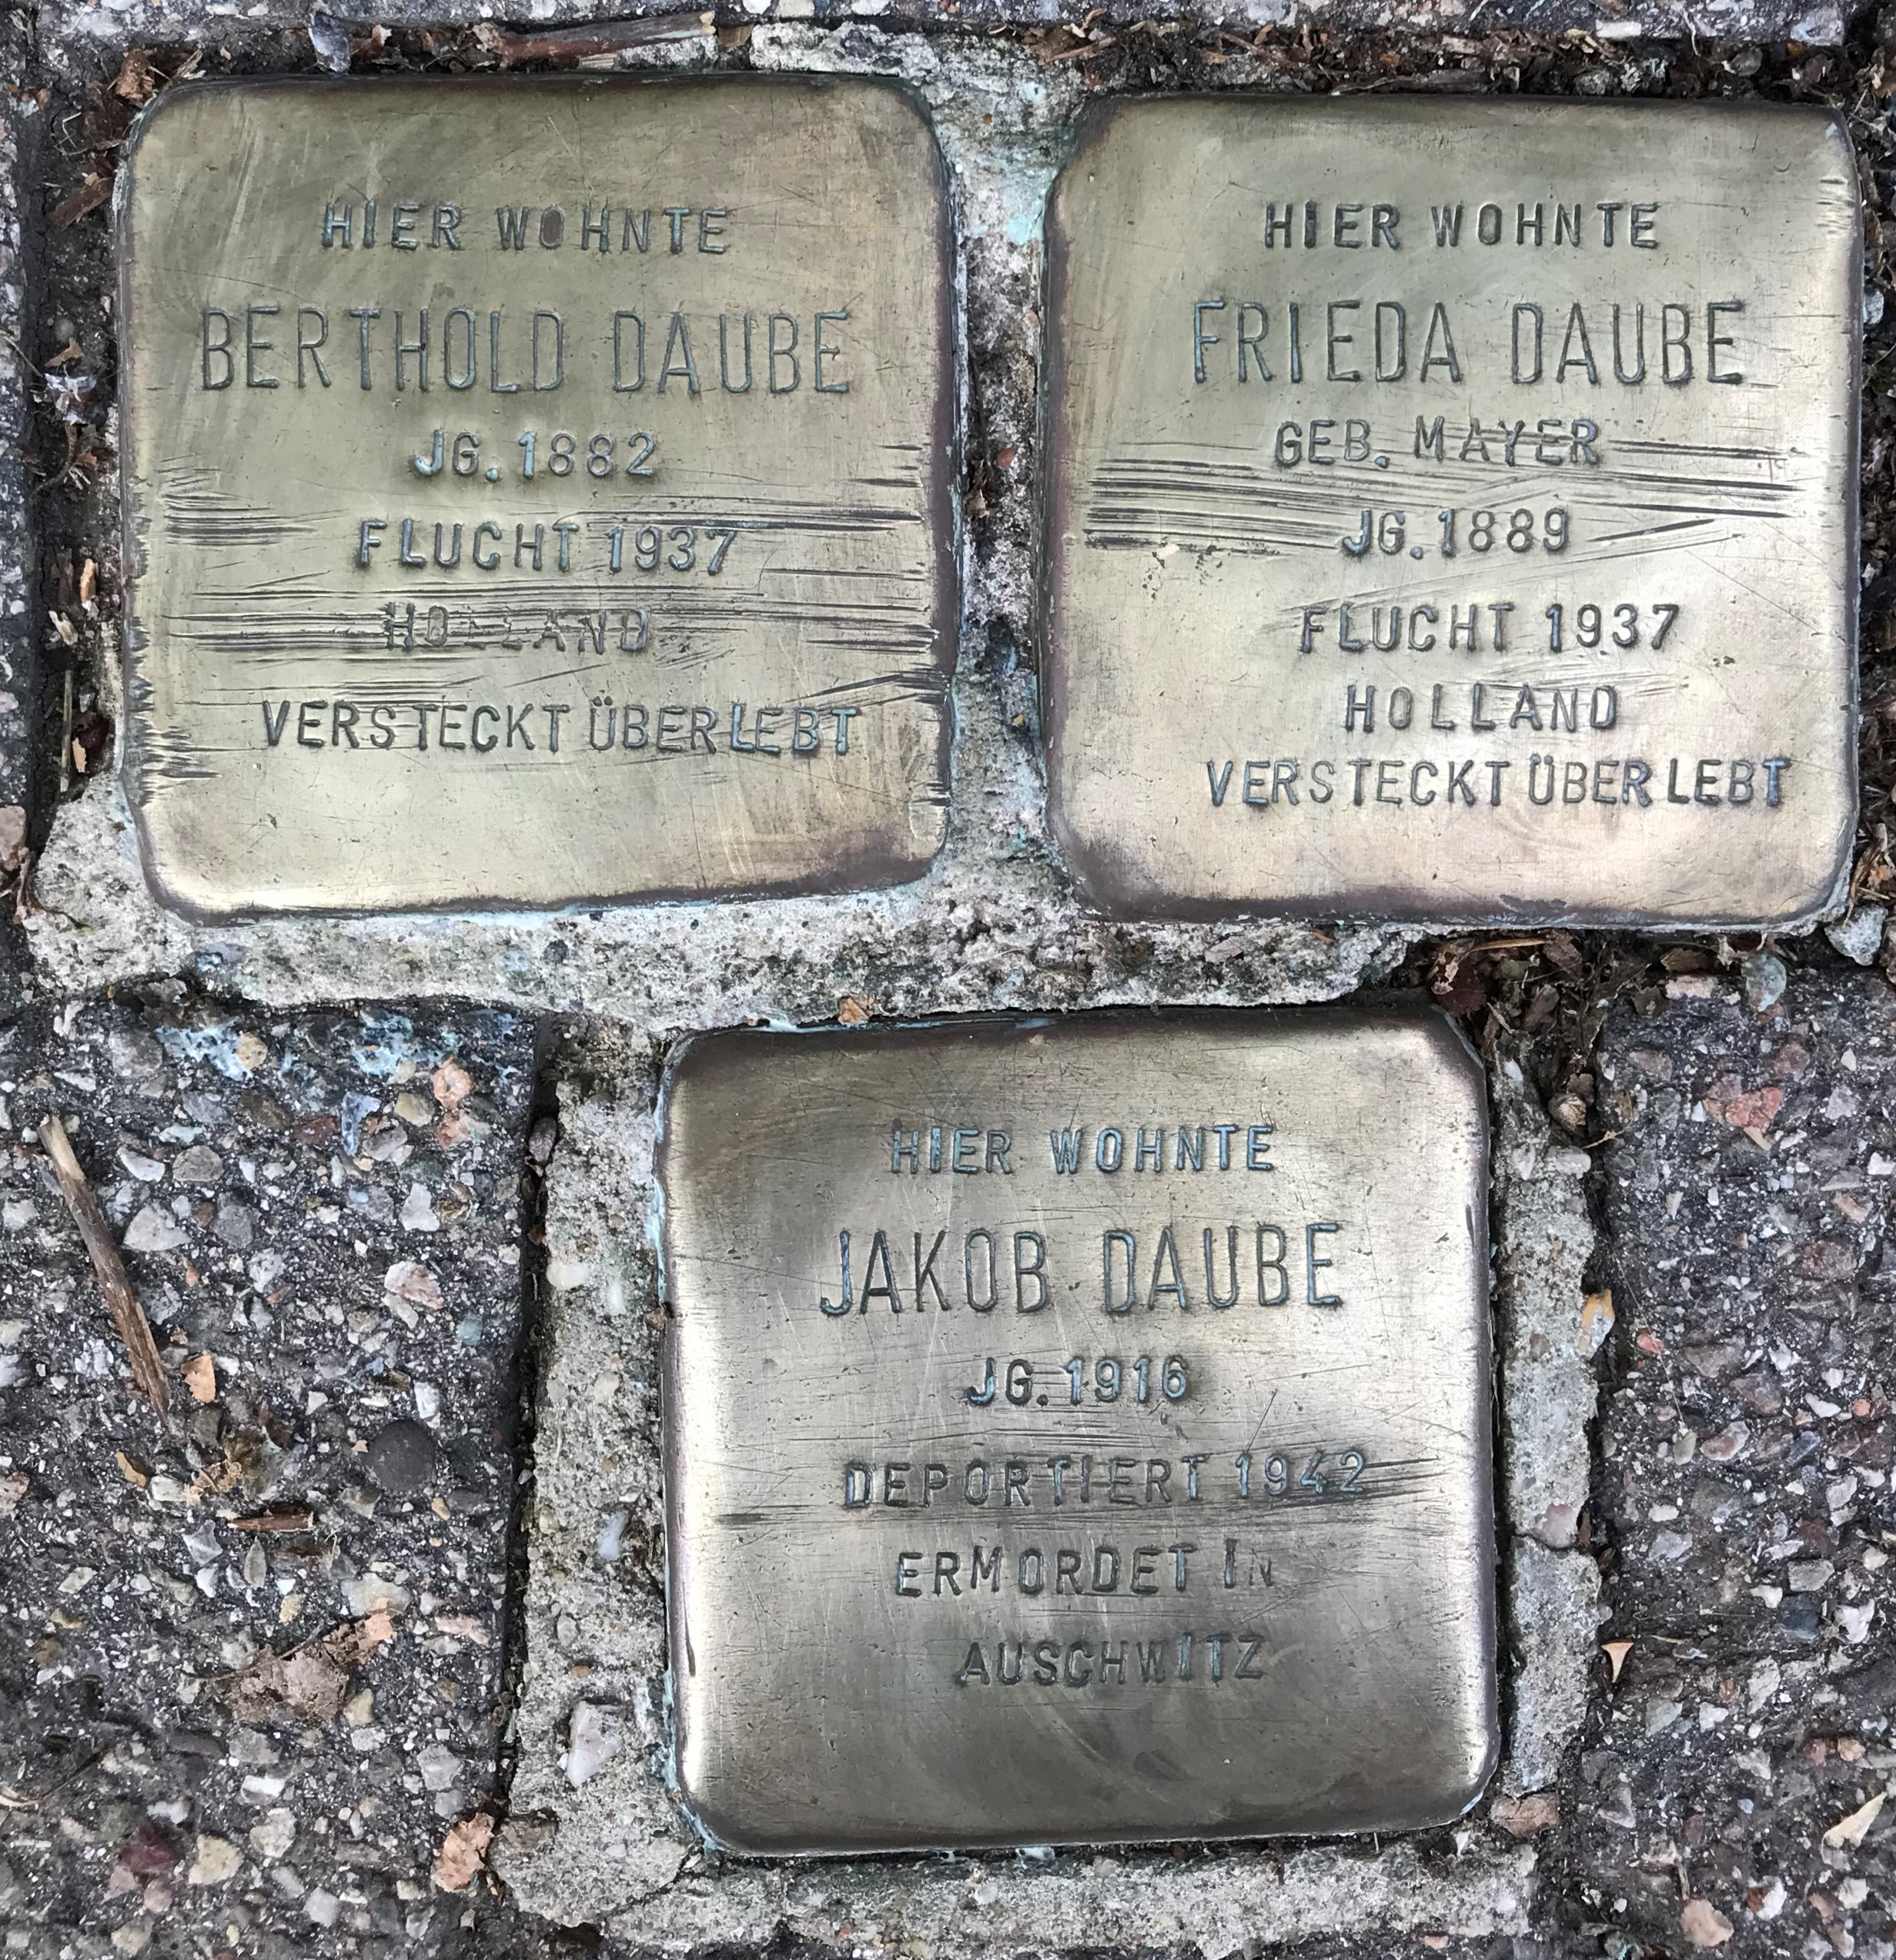 HIER WOHNTE
BERTHOLD DAUBE
JG. 1882
FLUCHT 1937
HOLLAND
VERSTECKT ÜBERLEBT
HIER WOHNTE
FRIEDA DAUBE
GEB. MAYER
JG. 1889
FLUCHT 1937
HOLLAND
VERSTECKT ÜBERLEBT
HIER WOHNTE
JAKOB DAUBE
JG. 1916
DEPORTIERT 1942
ERMORDET IN
AUSCHWITZ